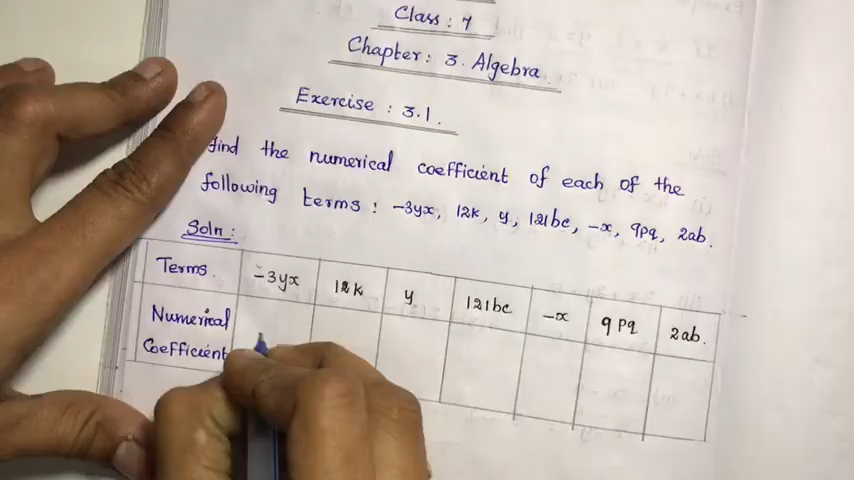 Class : 7
Chapter : 3. Algebra
Exercise : 3.1.
find the numerical coefficient of each of the
following terms : -3yx, 12k, y, 121bc, -x, 9pq, 2ab.
Soln :
Terms. -3yx 12k y 121bc -x 9pq 2ab.
Numerical
Coefficient